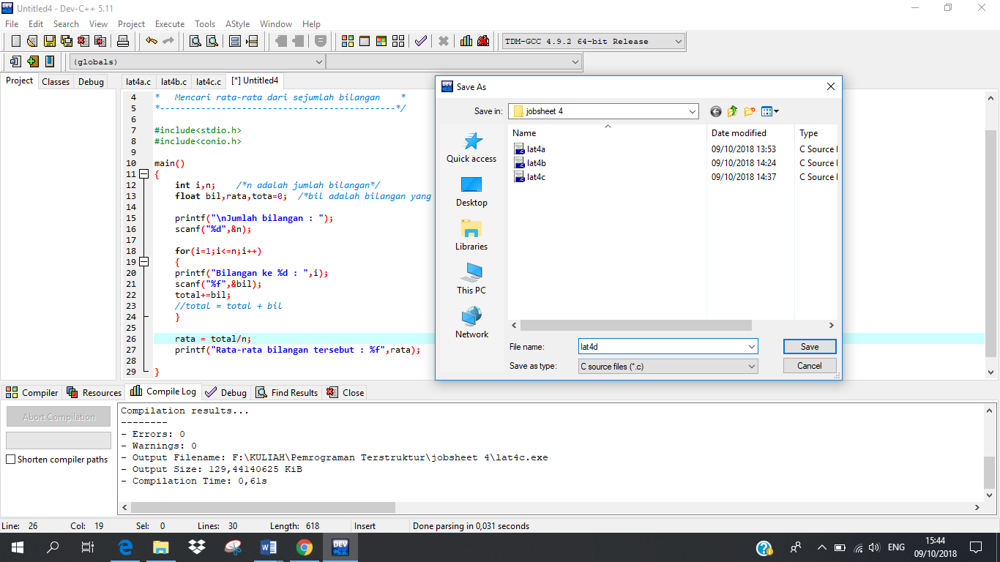 Untitled4 - Dev-C++ 5.11
File Edit Search View Project Execute Tools AStyle Window Help
TDM-GCC 4.9.2 64-bit Release
(globals)
Project Classes Debug
lat4a.c lat4b.c lat4c.c [*] Untitled4
4 * Mencari rata-rata dari sejumlah bilangan *
5 *----------------------------------------------*/
6
7 #include<stdio.h>
8 #include<conio.h>
9
10 main()
11 {
12 int i,n; /*n adalah jumlah bilangan*/
13 float bil,rata,tota=0; /*bil adalah bilangan yang
14
15 printf("\nJumlah bilangan : ");
16 scanf("%d",&n);
17
18 for(i=1;i<=n;i++)
19 {
20 printf("Bilangan ke %d : ",i);
21 scanf("%f",&bil);
22 total+=bil;
23 //total = total + bil
24 }
25
26 rata = total/n;
27 printf("Rata-rata bilangan tersebut : %f",rata);
28
29 }
Save As
Save in: jobsheet 4
Quick access
Desktop
Libraries
This PC
Network
Name Date modified Type
lat4a 09/10/2018 13:53 C Source
lat4b 09/10/2018 14:24 C Source
lat4c 09/10/2018 14:37 C Source
File name: lat4d Save
Save as type: C source files (*.c) Cancel
Compiler Resources Compile Log Debug Find Results Close
Abort Compilation
Shorten compiler paths
Compilation results...
--------
- Errors: 0
- Warnings: 0
- Output Filename: F:\KULIAH\Pemrograman Terstruktur\jobsheet 4\lat4c.exe
- Output Size: 129,44140625 KiB
- Compilation Time: 0,61s
Line: 26 Col: 19 Sel: 0 Lines: 30 Length: 618 Insert Done parsing in 0,031 seconds
DEV C++
ENG
15:44
09/10/2018